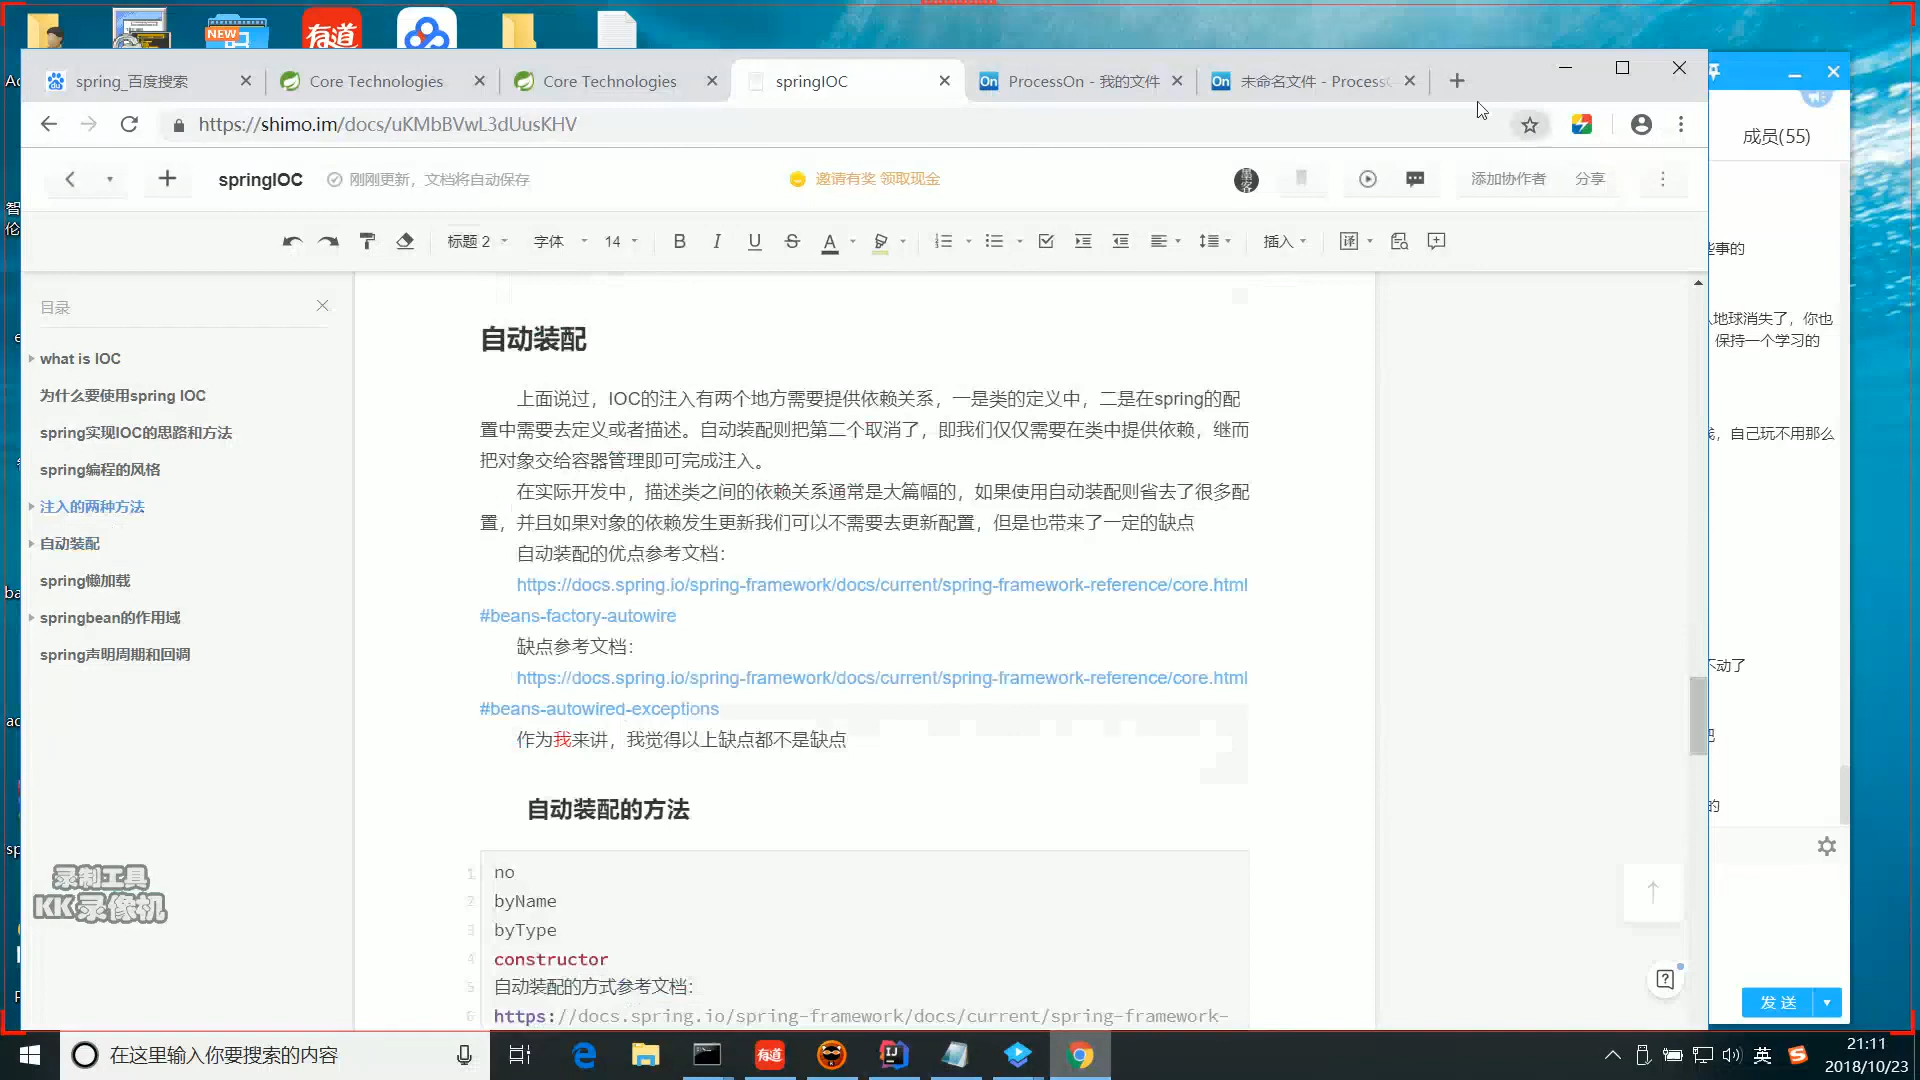 NEW
有道
spring_百度搜索
Core Technologies
Core Technologies
springIOC
On ProcessOn - 我的文件
On 未命名文件 - Process
https://shimo.im/docs/uKMbBVwL3dUusKHV
成员(55)
springIOC
刚刚更新，文档将自动保存
邀请有奖 领取现金
墨客
添加协作者
分享
标题 2
字体
14
B I U S A
插入
译
目录
what is IOC
为什么要使用spring IOC
spring实现IOC的思路和方法
spring编程的风格
注入的两种方法
自动装配
spring懒加载
springbean的作用域
spring声明周期和回调
自动装配
上面说过，IOC的注入有两个地方需要提供依赖关系，一是类的定义中，二是在spring的配
置中需要去定义或者描述。自动装配则把第二个取消了，即我们仅仅需要在类中提供依赖，继而
把对象交给容器管理即可完成注入。
在实际开发中，描述类之间的依赖关系通常是大篇幅的，如果使用自动装配则省去了很多配
置，并且如果对象的依赖发生更新我们可以不需要去更新配置，但是也带来了一定的缺点
自动装配的优点参考文档：
https://docs.spring.io/spring-framework/docs/current/spring-framework-reference/core.html
#beans-factory-autowire
缺点参考文档：
https://docs.spring.io/spring-framework/docs/current/spring-framework-reference/core.html
#beans-autowired-exceptions
作为我来讲，我觉得以上缺点都不是缺点
自动装配的方法
1 no
2 byName
3 byType
4 constructor
5 自动装配的方式参考文档：
6 https://docs.spring.io/spring-framework/docs/current/spring-framework-
事的
地球消失了，你也
保持一个学习的
，自己玩不用那么
不动了
吧
的
发 送
录制工具
KK录像机
在这里输入你要搜索的内容
有道
英
21:11
2018/10/23